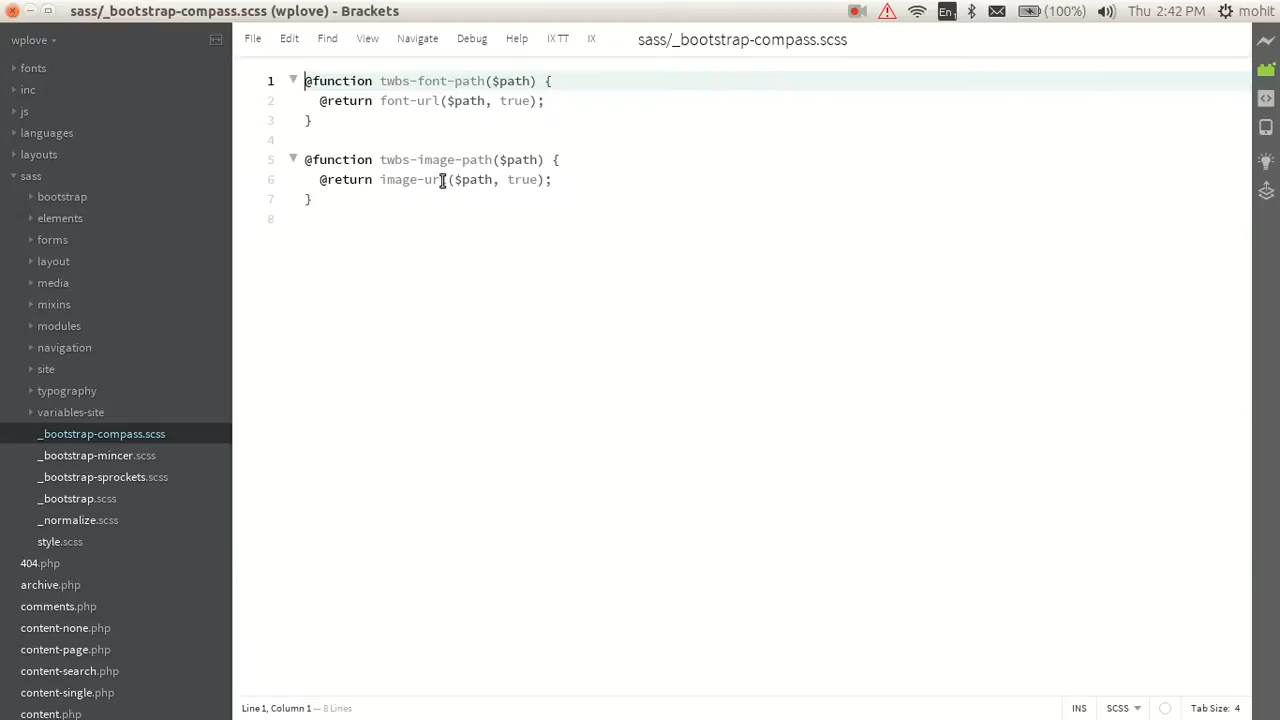 sass/_bootstrap-compass.scss (wplove) - Brackets
En1
(100%)
Thu 2:42 PM
mohit
wplove
File
Edit
Find
View
Navigate
Debug
Help
IX TT
IX
sass/_bootstrap-compass.scss
fonts
inc
js
languages
layouts
sass
bootstrap
elements
forms
layout
media
mixins
modules
navigation
site
typography
variables-site
_bootstrap-compass.scss
_bootstrap-mincer.scss
_bootstrap-sprockets.scss
_bootstrap.scss
_normalize.scss
style.scss
404.php
archive.php
comments.php
content-none.php
content-page.php
content-search.php
content-single.php
content.php
1 @function twbs-font-path($path) {
2 @return font-url($path, true);
3 }
4
5 @function twbs-image-path($path) {
6 @return image-url($path, true);
7 }
8
Line 1, Column 1 — 8 Lines
INS
SCSS
Tab Size: 4